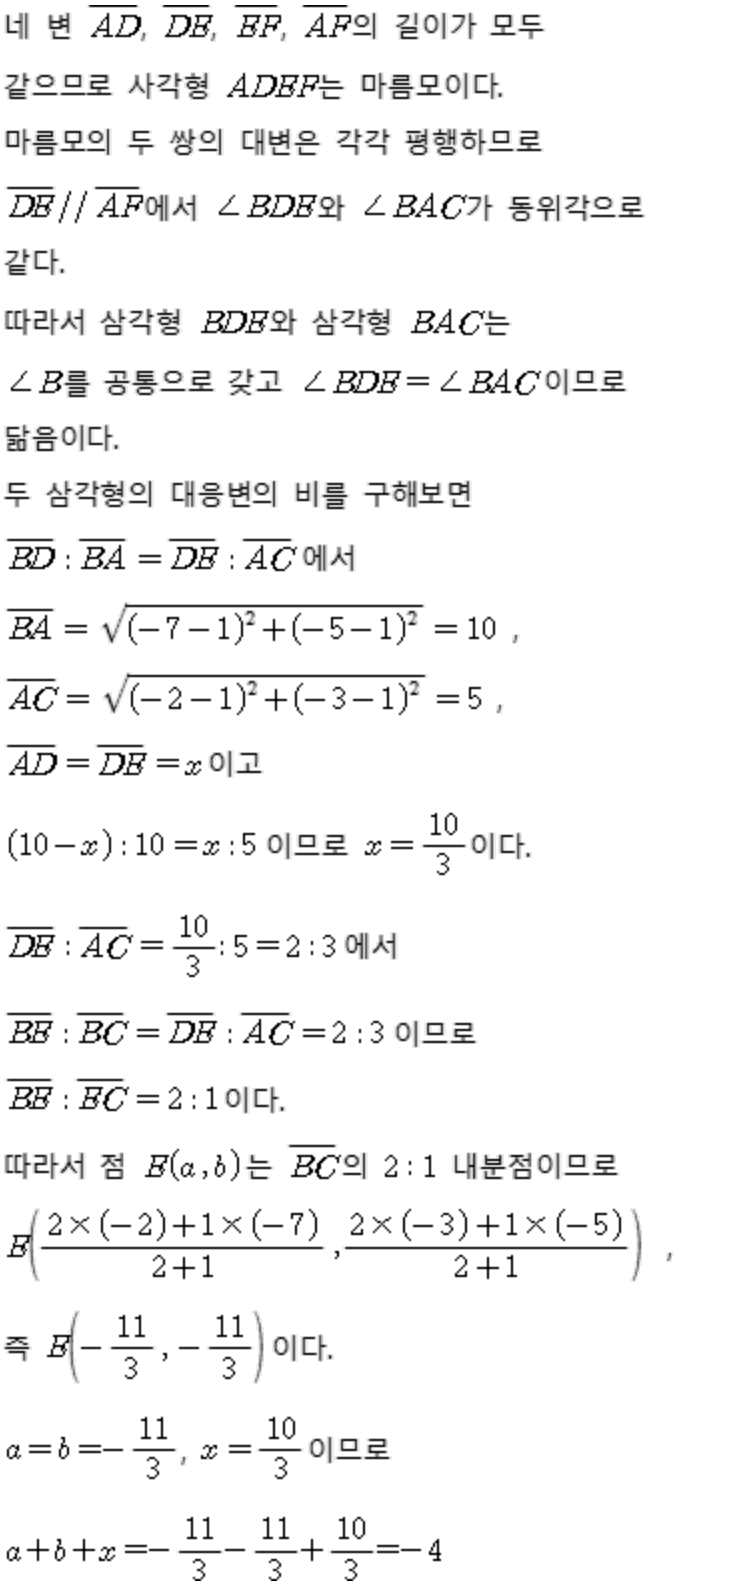 네 변 AD, DE, EF, AF의 길이가 모두
같으므로 사각형 ADEF는 마름모이다.
마름모의 두 쌍의 대변은 각각 평행하므로
DE // AF에서 ∠BDE와 ∠BAC가 동위각으로
같다.
따라서 삼각형 BDE와 삼각형 BAC는
∠B를 공통으로 갖고 ∠BDE = ∠BAC이므로
닮음이다.
두 삼각형의 대응변의 비를 구해보면
BD : BA = DE : AC 에서
BA = √((-7-1)²+(-5-1)²) = 10 ,
AC = √((-2-1)²+(-3-1)²) = 5 ,
AD = DE = x 이고
(10-x) : 10 = x : 5 이므로 x = 10/3 이다.
DE : AC = 10/3 : 5 = 2 : 3 에서
BE : BC = DE : AC = 2 : 3 이므로
BE : EC = 2 : 1 이다.
따라서 점 E(a, b)는 BC의 2 : 1 내분점이므로
E((2×(-2)+1×(-7))/(2+1), (2×(-3)+1×(-5))/(2+1)) ,
즉 E(-11/3, -11/3) 이다.
a = b = -11/3, x = 10/3 이므로
a+b+x = -11/3 - 11/3 + 10/3 = -4